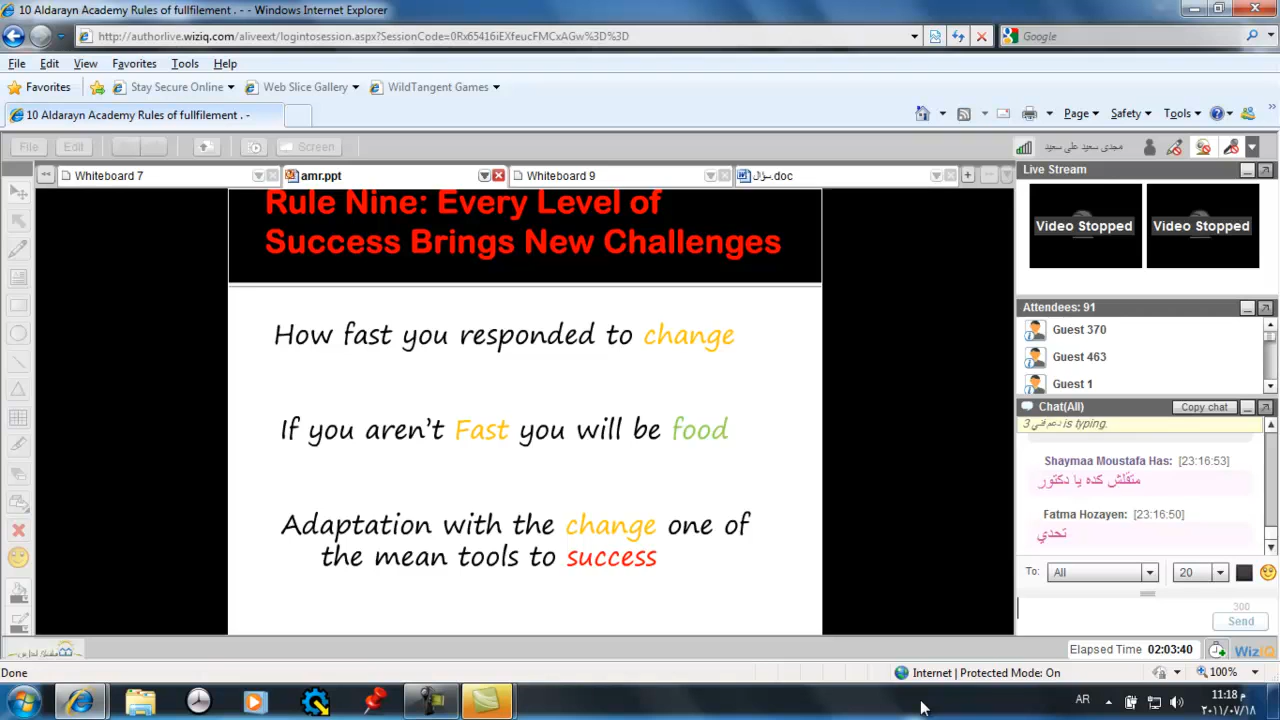 10 Aldarayn Academy Rules of fullfilement . - - Windows Internet Explorer
http://authorlive.wiziq.com/aliveext/logintosession.aspx?SessionCode=0Rx65416iEXfeucFMCxAGw%3D%3D
Google
File Edit View Favorites Tools Help
Favorites Stay Secure Online Web Slice Gallery WildTangent Games
10 Aldarayn Academy Rules of fullfilement . -
Page Safety Tools
File Edit Screen
مجدى سعيد على سعيد
Whiteboard 7 amr.ppt Whiteboard 9 سؤال.doc
Live Stream
Video Stopped Video Stopped
Rule Nine: Every Level of
Success Brings New Challenges
How fast you responded to change
If you aren't Fast you will be food
Adaptation with the change one of
the mean tools to success
Attendees: 91
Guest 370
Guest 463
Guest 1
Chat(All) Copy chat
دعم فني 3 is typing.
Shaymaa Moustafa Has: [23:16:53]
متقلش كده يا دكتور
Fatma Hozayen: [23:16:50]
تحدي
To: All 20
300
Send
Elapsed Time 02:03:40 WizIQ
Done Internet | Protected Mode: On 100%
AR
11:18 م
٢٠١١/٠٧/١٨